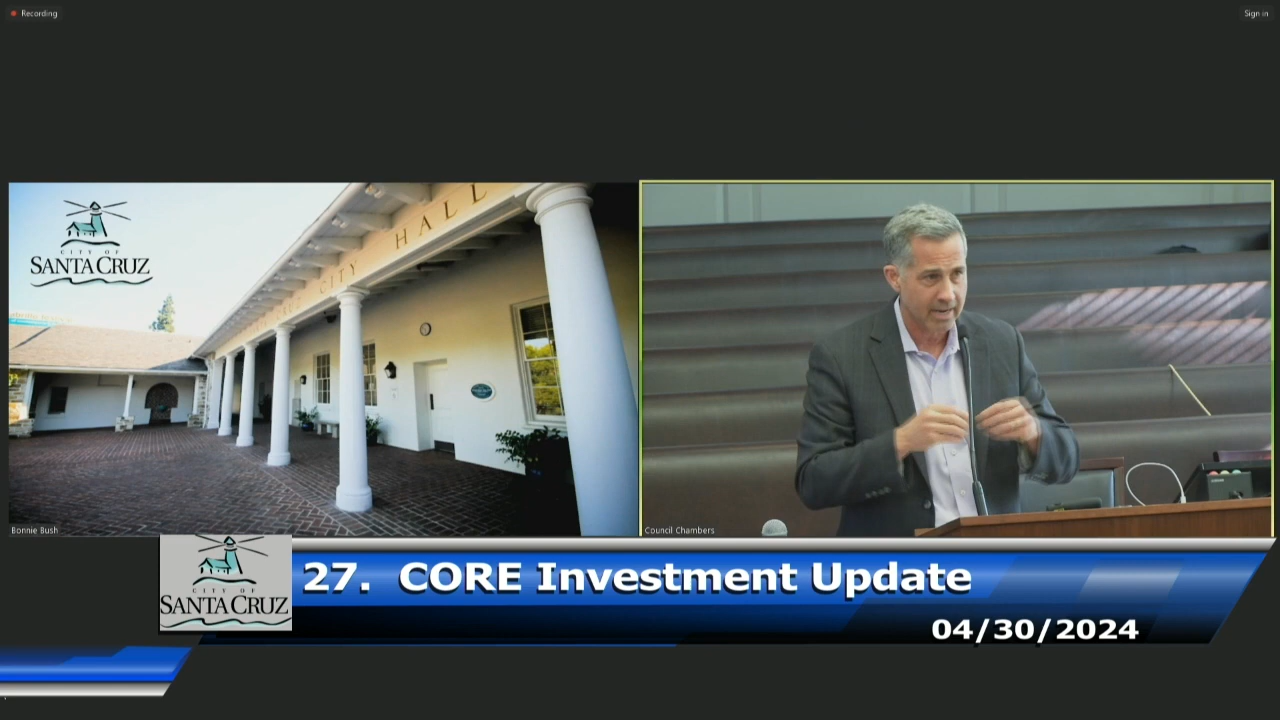 Recording
Sign in
CITY OF
SANTA CRUZ
CITY HALL
Bonnie Bush
Council Chambers
CITY OF
SANTA CRUZ
27. CORE Investment Update
04/30/2024